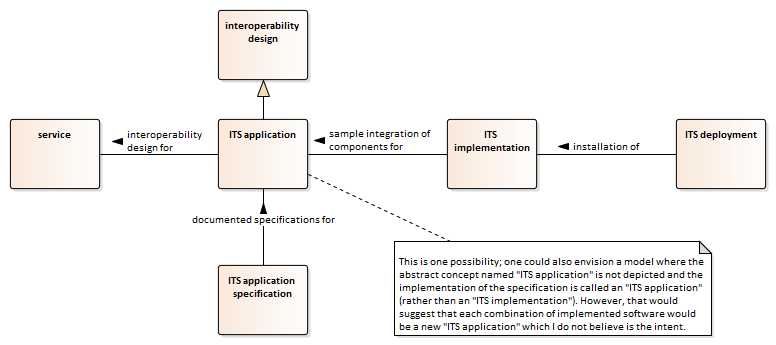 interoperability
design
service
interoperability
design for
ITS application
sample integration of
components for
ITS
implementation
installation of
ITS deployment
documented specifications for
ITS application
specification
This is one possibility; one could also envision a model where the
abstract concept named "ITS application" is not depicted and the
implementation of the specification is called an "ITS application"
(rather than an "ITS implementation"). However, that would
suggest that each combination of implemented software would
be a new "ITS application" which I do not believe is the intent.